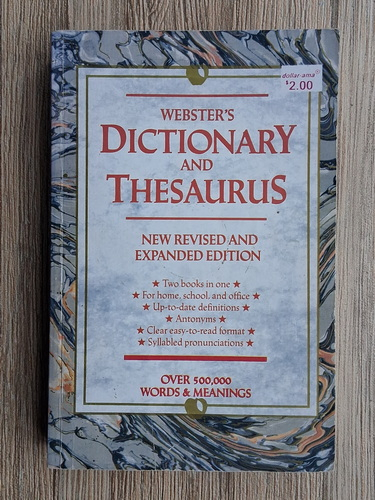 dollarama
$2.00
WEBSTER'S
DICTIONARY
AND
THESAURUS
NEW REVISED AND
EXPANDED EDITION
★ Two books in one ★
★ For home, school, and office ★
★ Up-to-date definitions ★
★ Antonyms ★
★ Clear easy-to-read format ★
★ Syllabled pronunciations ★
OVER 500,000
WORDS & MEANINGS